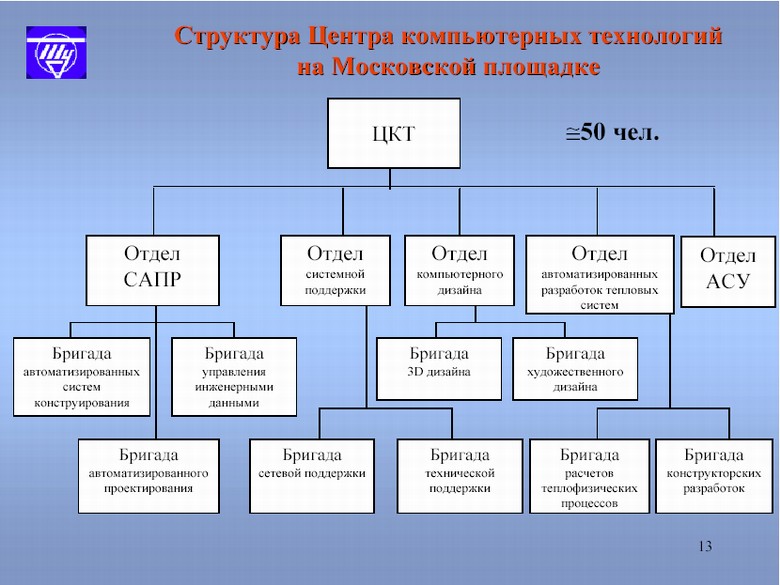 Структура Центра компьютерных технологий
на Московской площадке
ЦКТ
≅50 чел.
Отдел
САПР
Отдел
системной
поддержки
Отдел
компьютерного
дизайна
Отдел
автоматизированных
разработок тепловых
систем
Отдел
АСУ
Бригада
автоматизированных
систем
конструирования
Бригада
управления
инженерными
данными
Бригада
3D дизайна
Бригада
художественного
дизайна
Бригада
автоматизированного
проектирования
Бригада
сетевой поддержки
Бригада
технической
поддержки
Бригада
расчетов
теплофизических
процессов
Бригада
конструкторских
разработок
13